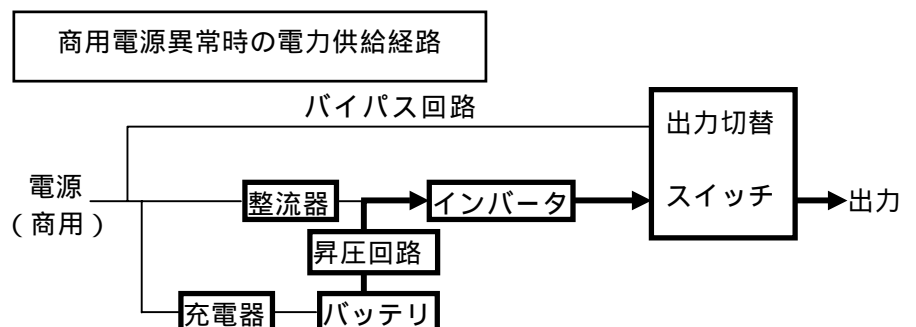 商用電源異常時の電力供給経路
バイパス回路
出力切替
スイッチ
電源
(商用)
整流器
インバータ
出力
昇圧回路
充電器
バッテリ